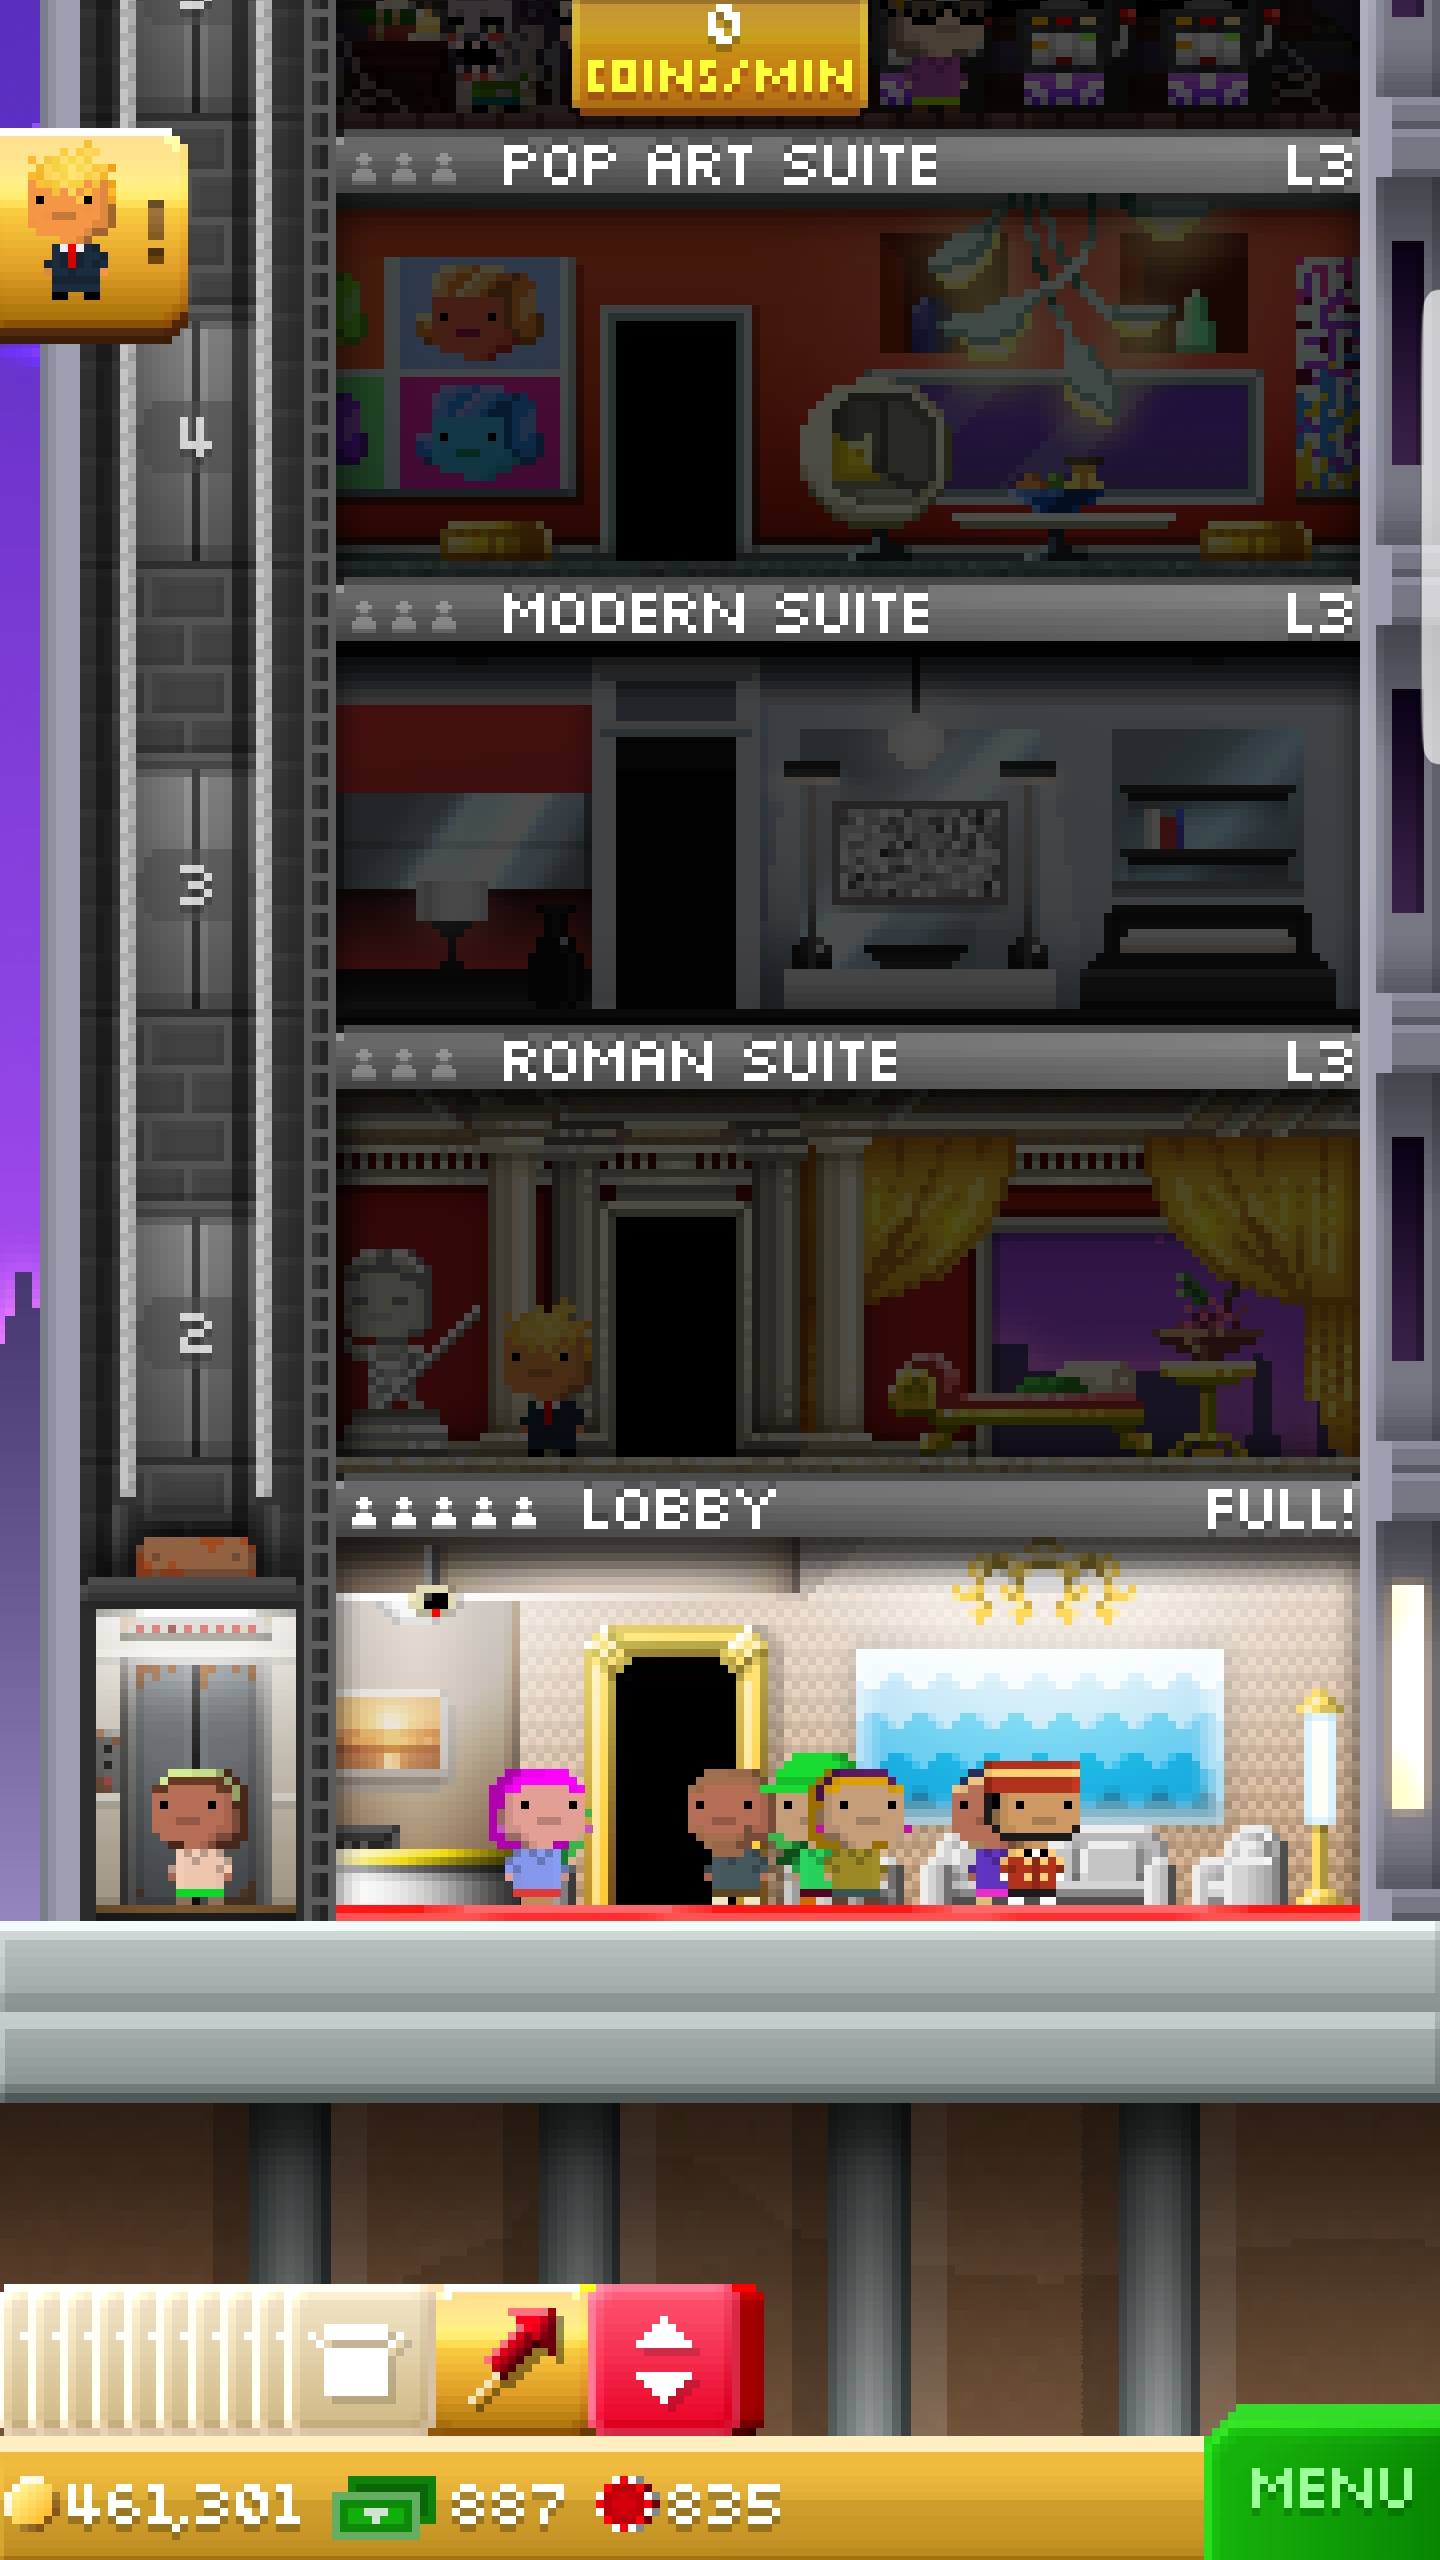 0
COINS/MIN
POP ART SUITE L3
!
4
MODERN SUITE L3
3
ROMAN SUITE L3
2
LOBBY FULL!
461,301 887 835
MENU